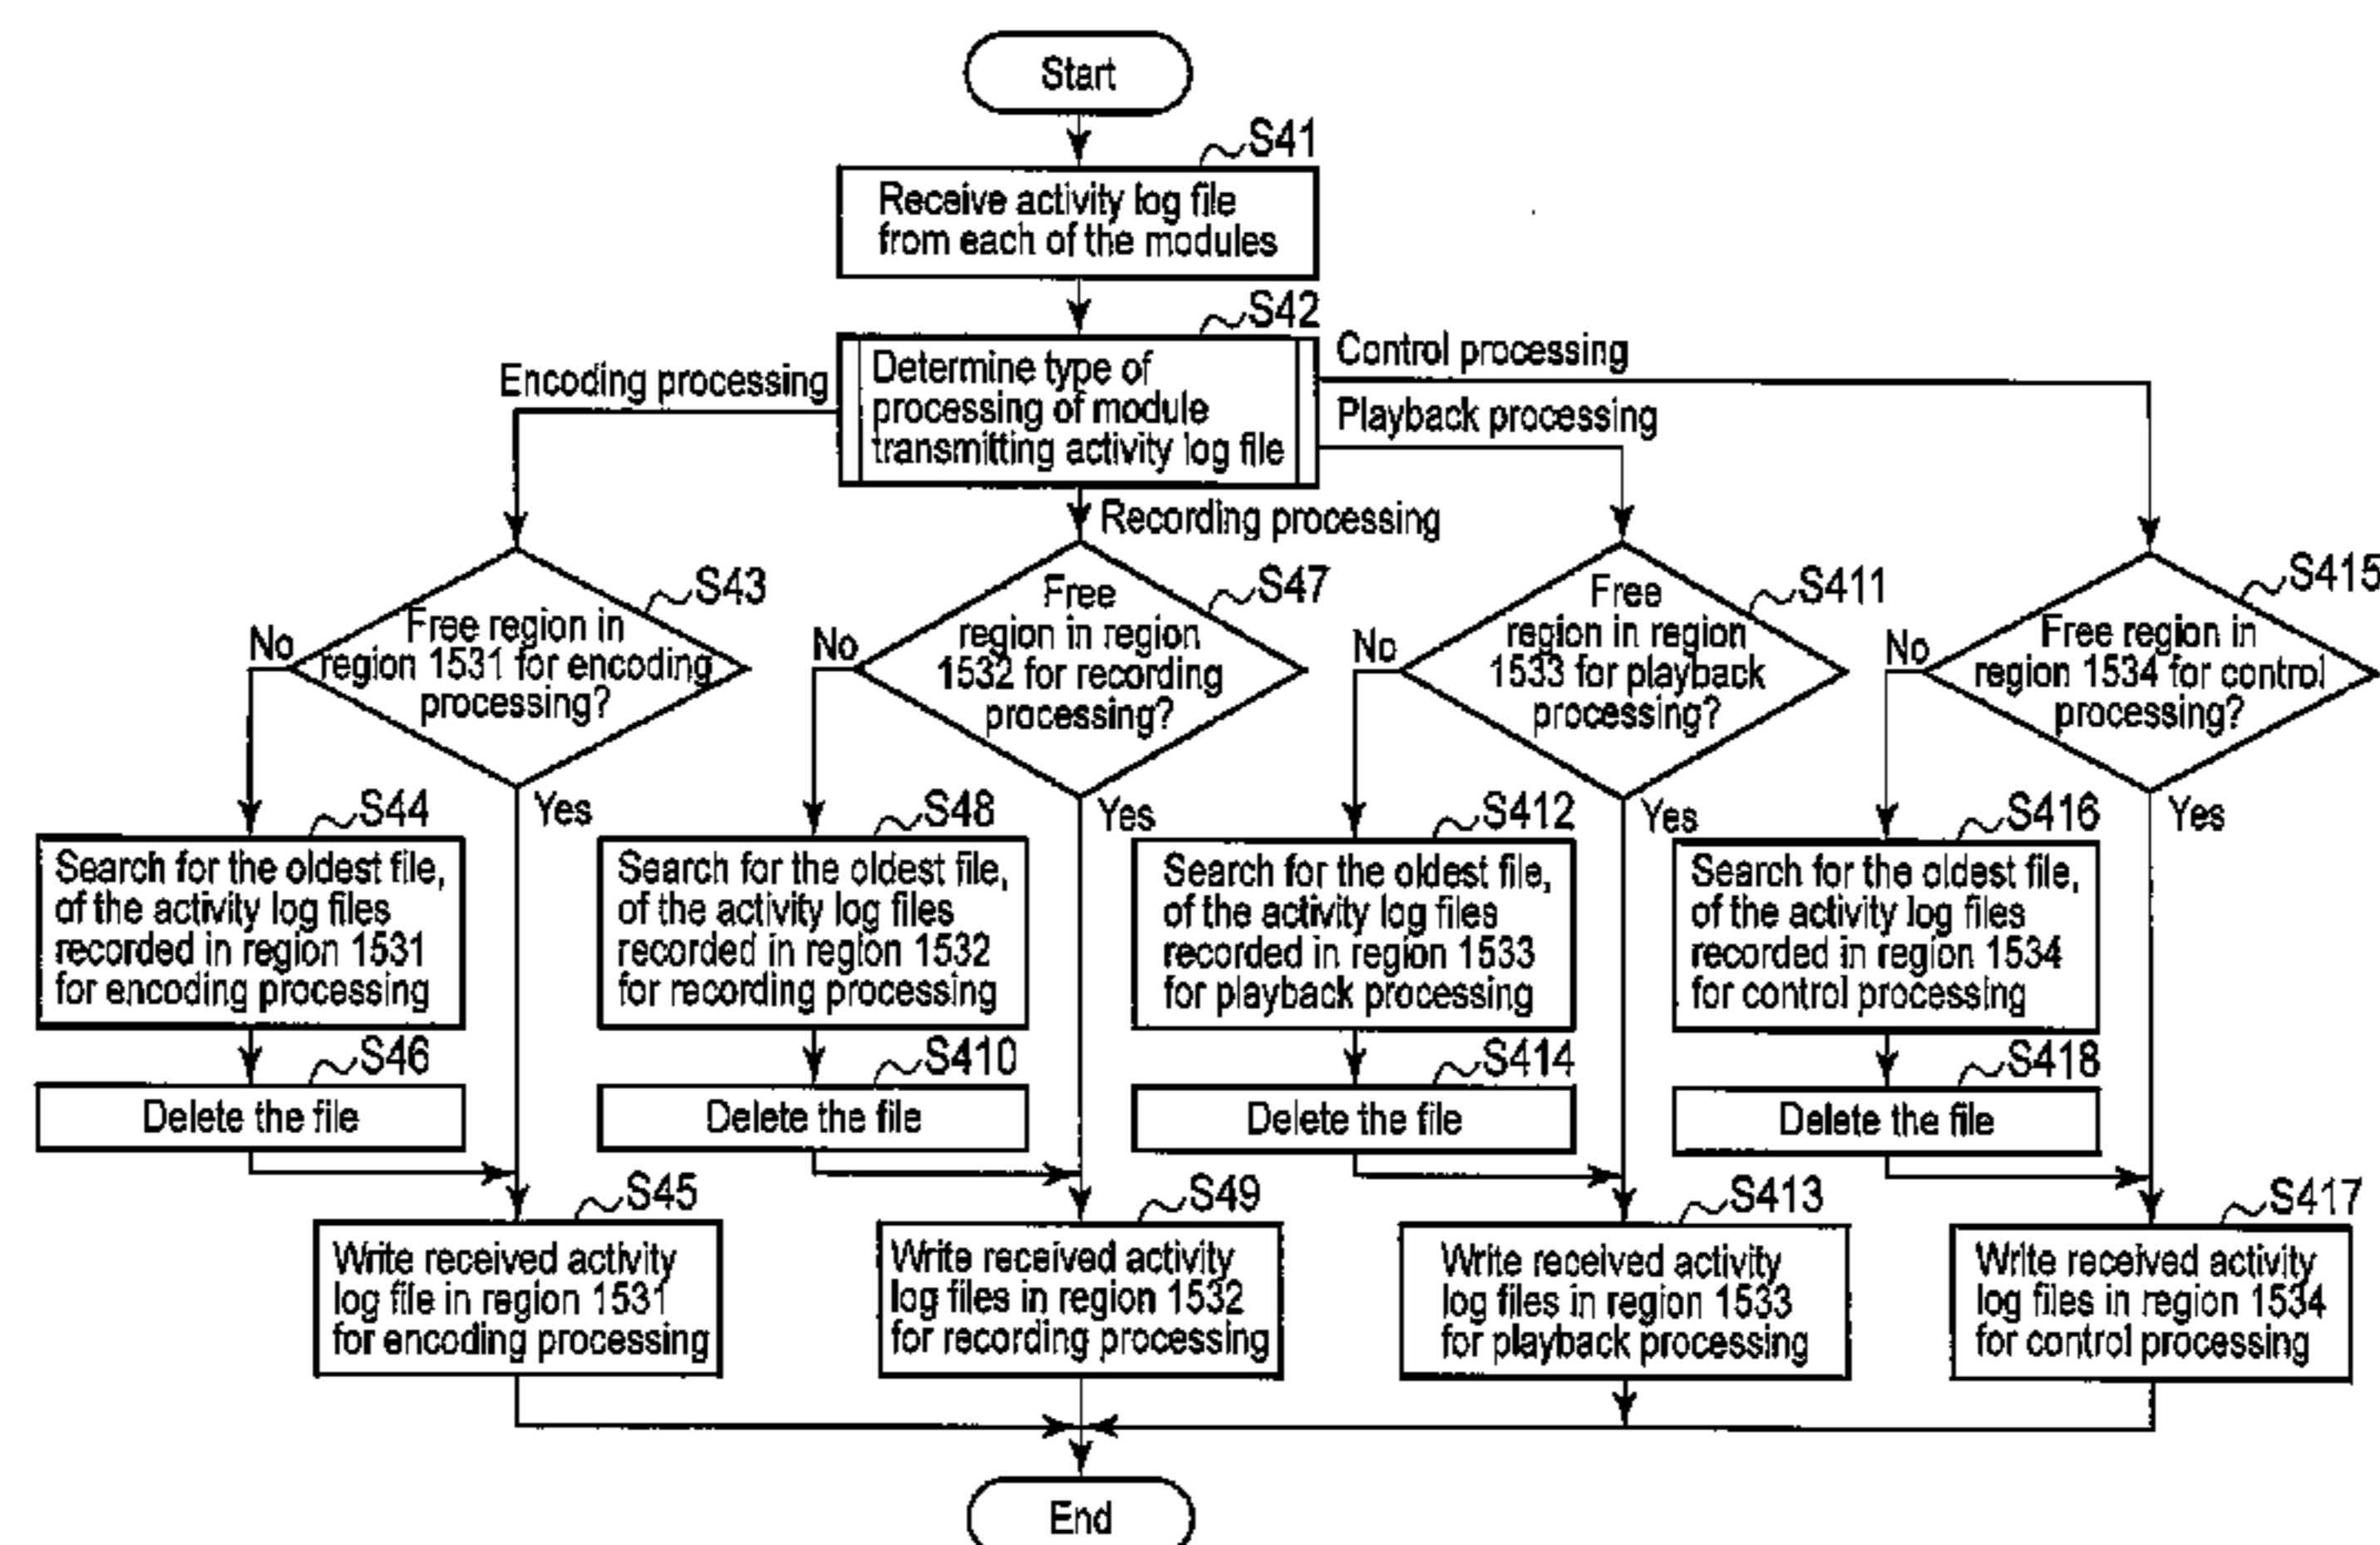 Start
S41
Receive activity log file
from each of the modules
S42
Encoding processing
Determine type of
processing of module
transmitting activity log file
Control processing
Playback processing
Recording processing
S43
Free region in
region 1531 for encoding
processing?
No
Yes
S47
Free
region in region
1532 for recording
processing?
No
Yes
S411
Free
region in region
1533 for playback
processing?
No
Yes
S415
Free region in
region 1534 for control
processing?
No
Yes
S44
Search for the oldest file,
of the activity log files
recorded in region 1531
for encoding processing
S48
Search for the oldest file,
of the activity log files
recorded in region 1532
for recording processing
S412
Search for the oldest file,
of the activity log files
recorded in region 1533
for playback processing
S416
Search for the oldest file,
of the activity log files
recorded in region 1534
for control processing
S46
Delete the file
S410
Delete the file
S414
Delete the file
S418
Delete the file
S45
Write received activity
log file in region 1531
for encoding processing
S49
Write received activity
log files in region 1532
for recording processing
S413
Write received activity
log files in region 1533
for playback processing
S417
Write received activity
log files in region 1534
for control processing
End